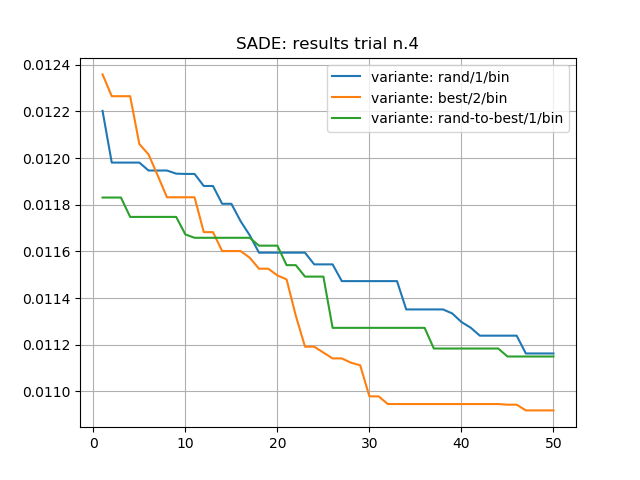 SADE: results trial n.4
0.0124
0.0122
0.0120
0.0118
0.0116
0.0114
0.0112
0.0110
variante: rand/1/bin
variante: best/2/bin
variante: rand-to-best/1/bin
0 10 20 30 40 50